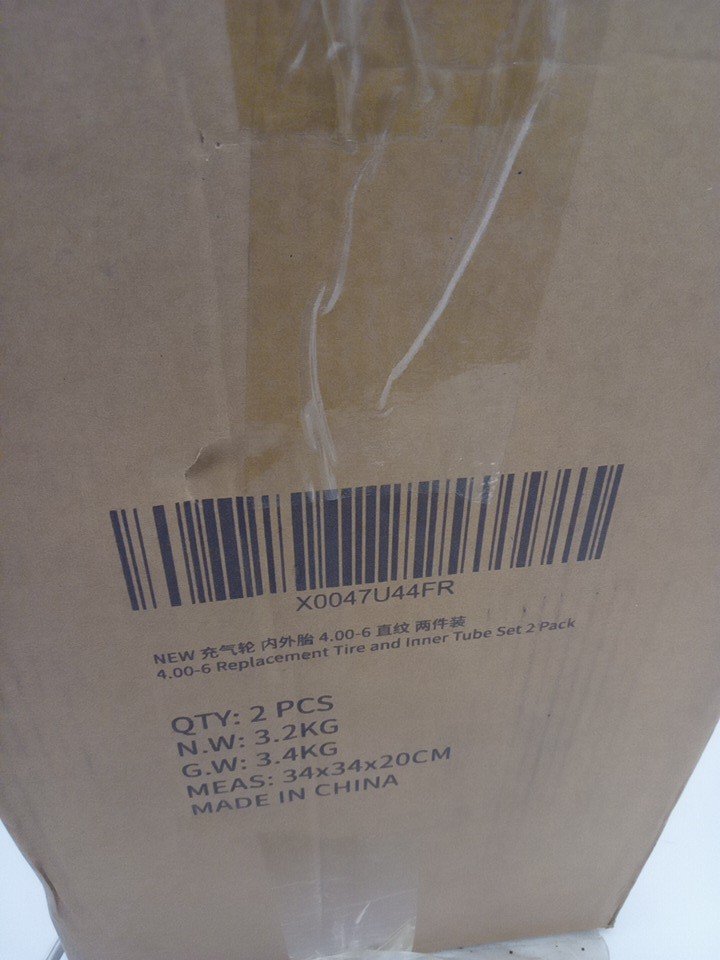 X0047U44FR
NEW 充气轮 内外胎 4.00-6 直纹 两件装
4.00-6 Replacement Tire and Inner Tube Set 2 Pack
QTY: 2 PCS
N.W: 3.2KG
G.W: 3.4KG
MEAS: 34x34x20CM
MADE IN CHINA